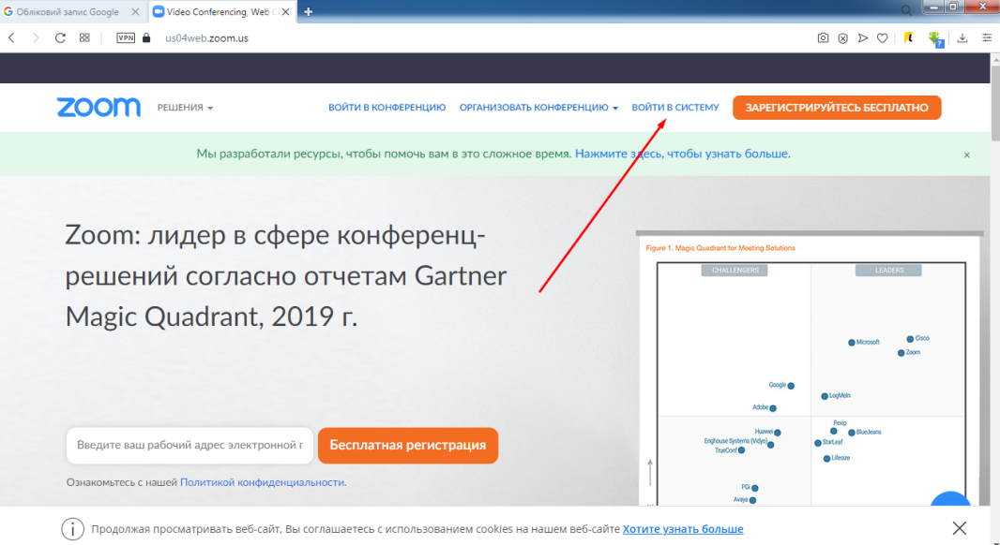 Обліковий запис Google
Video Conferencing, Web C
VPN
us04web.zoom.us
zoom
РЕШЕНИЯ
ВОЙТИ В КОНФЕРЕНЦИЮ
ОРГАНИЗОВАТЬ КОНФЕРЕНЦИЮ
ВОЙТИ В СИСТЕМУ
ЗАРЕГИСТРИРУЙТЕСЬ БЕСПЛАТНО
Мы разработали ресурсы, чтобы помочь вам в это сложное время. Нажмите здесь, чтобы узнать больше.
Zoom: лидер в сфере конференц-
решений согласно отчетам Gartner
Magic Quadrant, 2019 г.
Введите ваш рабочий адрес электронной г
Бесплатная регистрация
Ознакомьтесь с нашей Политикой конфиденциальности.
Figure 1. Magic Quadrant for Meeting Solutions
CHALLENGERS
LEADERS
Microsoft
Cisco
Zoom
Google
LogMeIn
Adobe
Pexip
Huawei
BlueJeans
Enghouse Systems (Vidyo)
StarLeaf
TrueConf
Lifesize
PGi
Avaya
Продолжая просматривать веб-сайт, Вы соглашаетесь с использованием cookies на нашем веб-сайте Хотите узнать больше